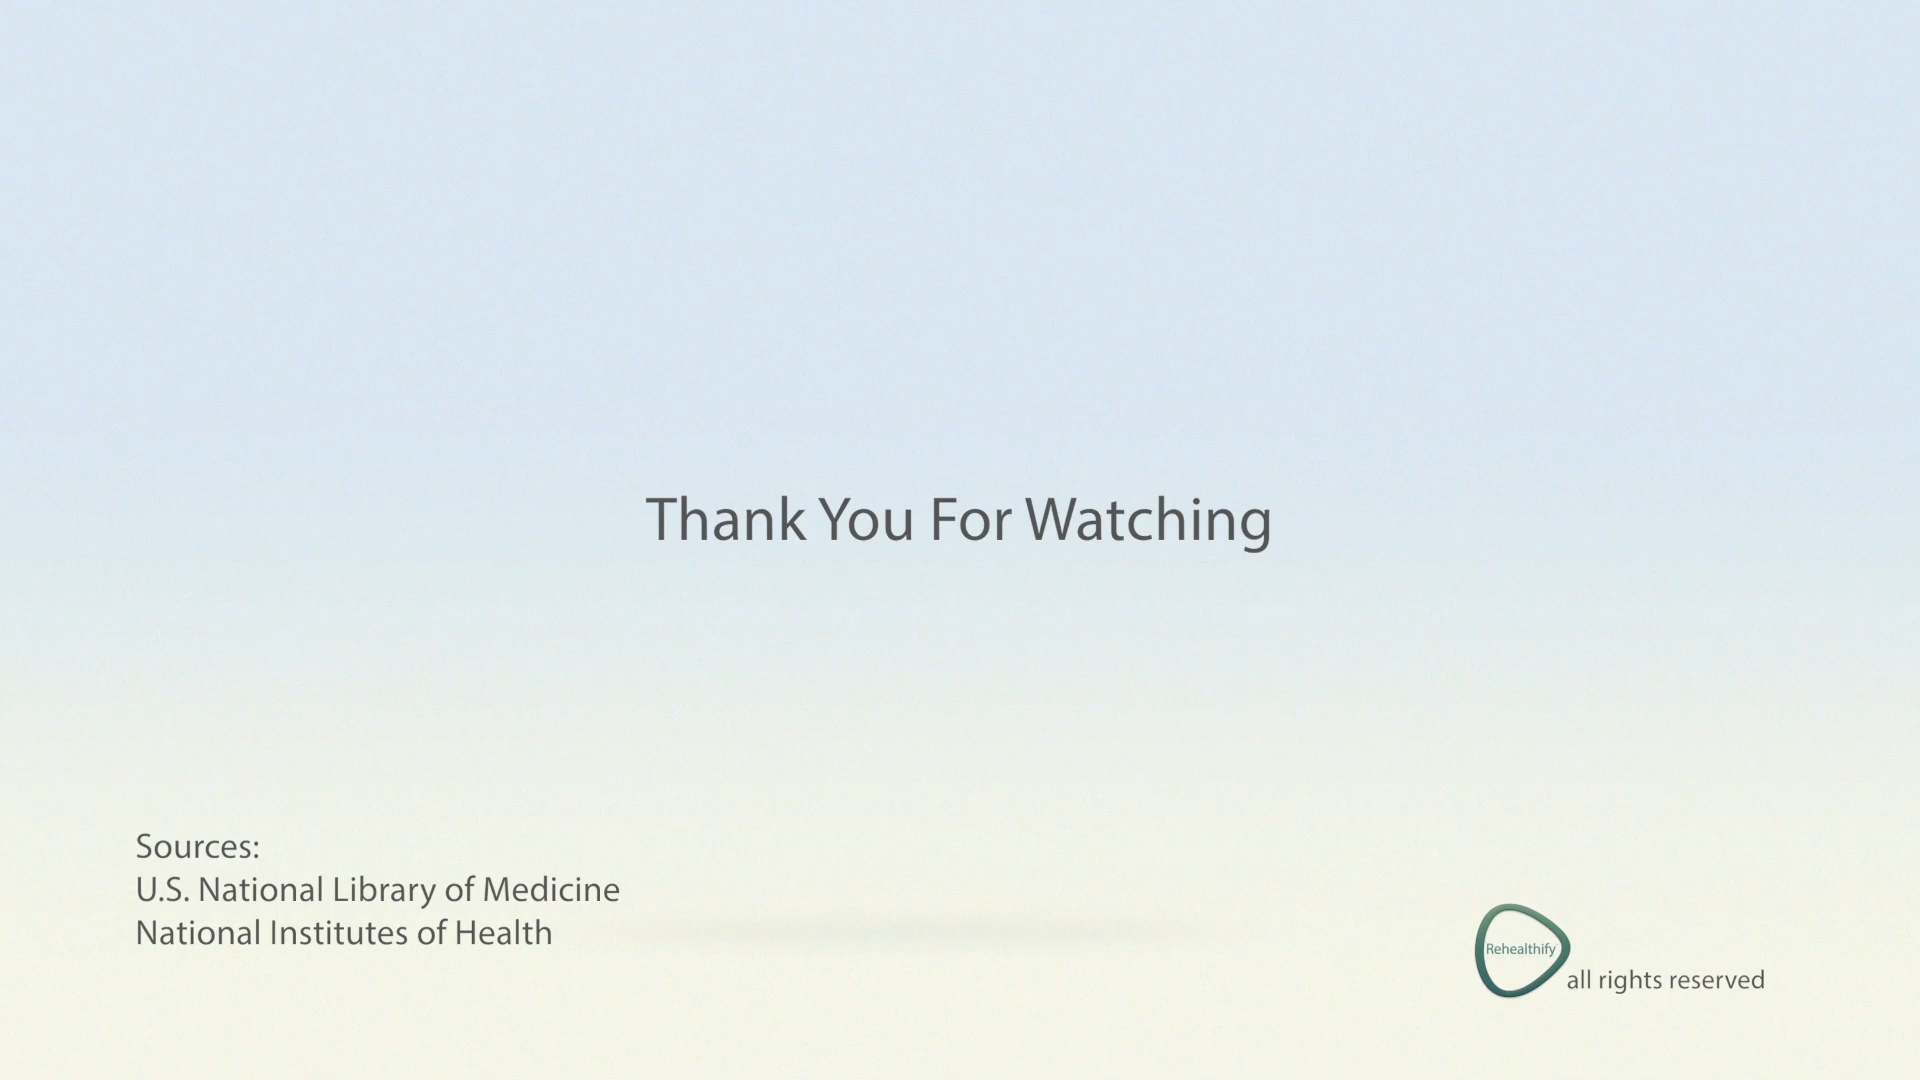 Thank You For Watching
Sources:
U.S. National Library of Medicine
National Institutes of Health
Rehealthify
all rights reserved